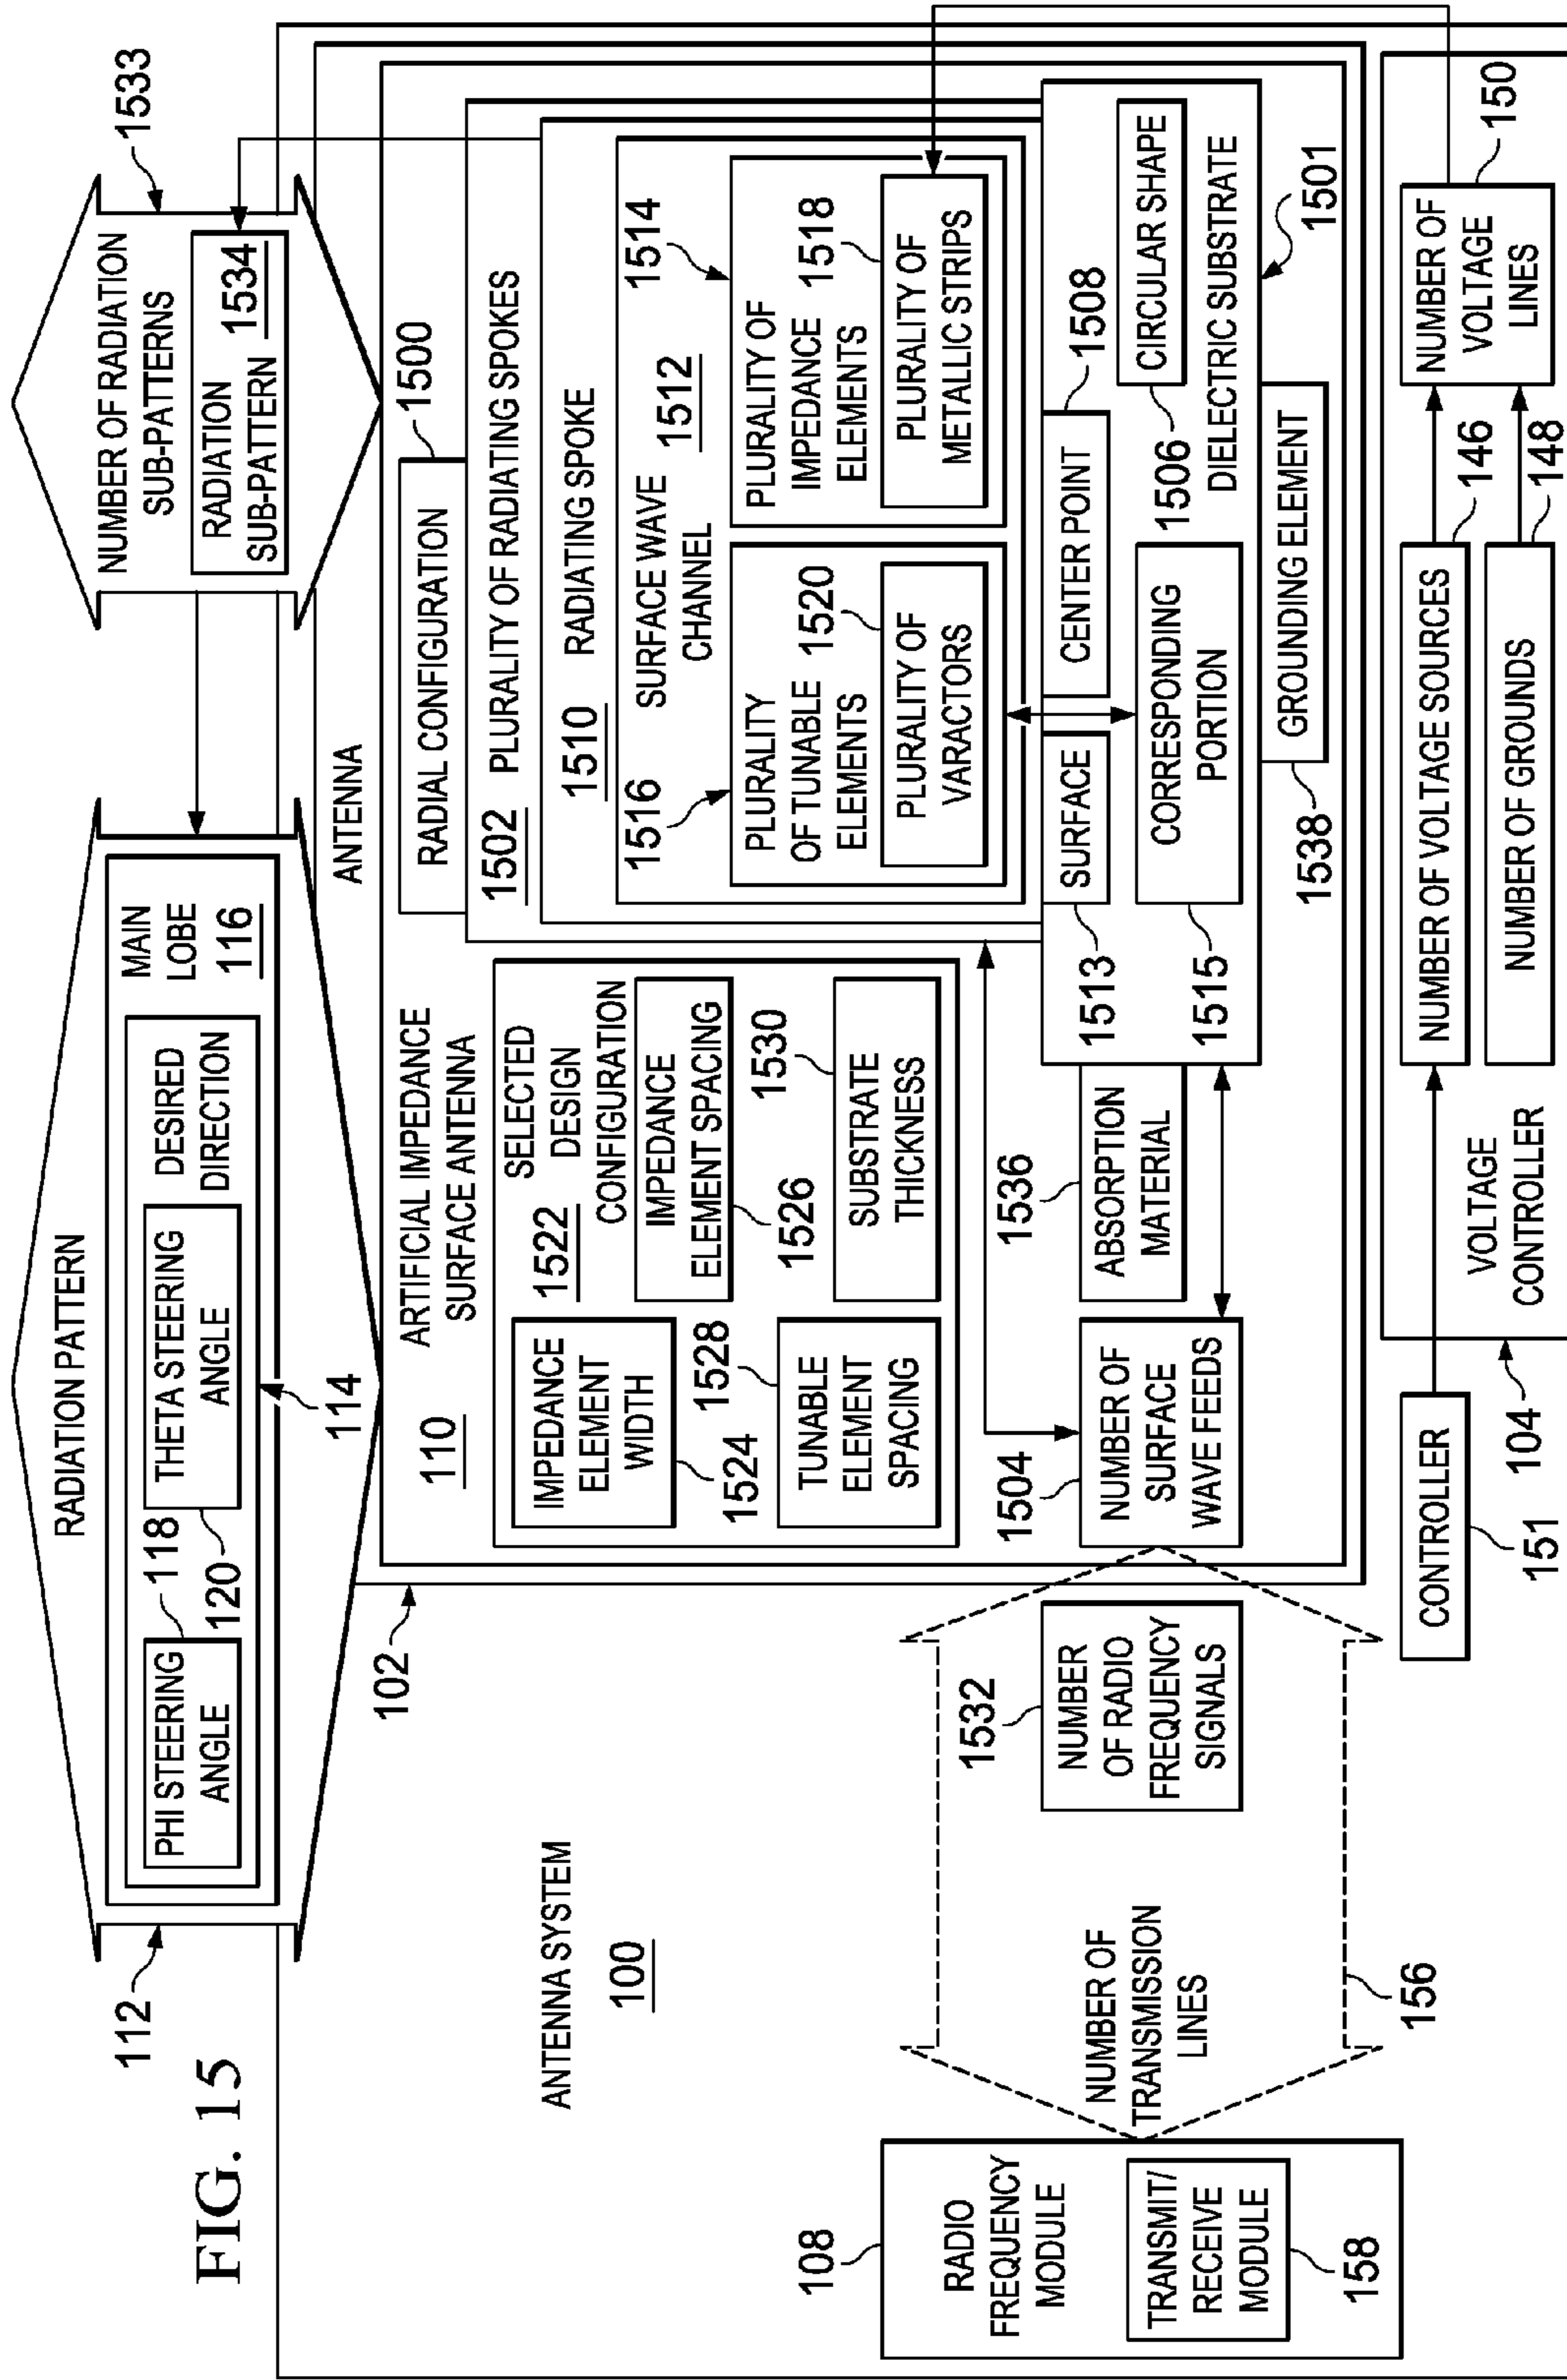 FIG. 15
112
RADIATION PATTERN
MAIN
LOBE
116
DESIRED
DIRECTION
PHI STEERING
ANGLE
118
THETA STEERING
ANGLE
120
114
NUMBER OF RADIATION
SUB-PATTERNS
1533
RADIATION
SUB-PATTERN
1534
ANTENNA SYSTEM
100
ANTENNA
102
ARTIFICIAL IMPEDANCE
SURFACE ANTENNA
110
SELECTED
DESIGN
CONFIGURATION
1522
IMPEDANCE
ELEMENT
WIDTH
1524
IMPEDANCE
ELEMENT SPACING
1526
TUNABLE
ELEMENT
SPACING
1528
SUBSTRATE
THICKNESS
1530
RADIAL CONFIGURATION
1500
PLURALITY OF RADIATING SPOKES
1502
RADIATING SPOKE
1510
SURFACE WAVE
CHANNEL
1512
1516
PLURALITY
OF TUNABLE
ELEMENTS
PLURALITY OF
VARACTORS
1520
1514
PLURALITY OF
IMPEDANCE
ELEMENTS
PLURALITY OF
METALLIC STRIPS
1518
SURFACE
1513
CENTER POINT
1508
CORRESPONDING
PORTION
1515
CIRCULAR SHAPE
1506
DIELECTRIC SUBSTRATE
1501
GROUNDING ELEMENT
1538
ABSORPTION
MATERIAL
1536
NUMBER OF
SURFACE
WAVE FEEDS
1504
NUMBER
OF RADIO
FREQUENCY
SIGNALS
1532
NUMBER OF
TRANSMISSION
LINES
156
RADIO
FREQUENCY
MODULE
108
TRANSMIT/
RECEIVE
MODULE
158
CONTROLLER
151
VOLTAGE
CONTROLLER
104
NUMBER OF VOLTAGE SOURCES
146
NUMBER OF GROUNDS
148
NUMBER OF
VOLTAGE
LINES
150